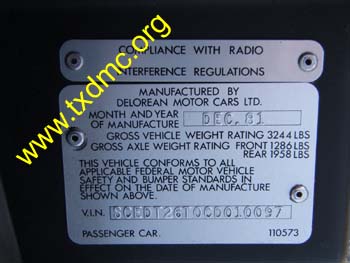 COMPLIANCE WITH RADIO
INTERFERENCE REGULATIONS
MANUFACTURED BY
DELOREAN MOTOR CARS LTD.
MONTH AND YEAR
OF MANUFACTURE DEC.81
GROSS VEHICLE WEIGHT RATING 3244 LBS
GROSS AXLE WEIGHT RATING FRONT 1286 LBS
REAR 1958 LBS
THIS VEHICLE CONFORMS TO ALL
APPLICABLE FEDERAL MOTOR VEHICLE
SAFETY AND BUMPER STANDARDS IN
EFFECT ON THE DATE OF MANUFACTURE
SHOWN ABOVE.
V.I.N. SCEDT26T0CD010097
PASSENGER CAR. 110573
www.txdmc.org